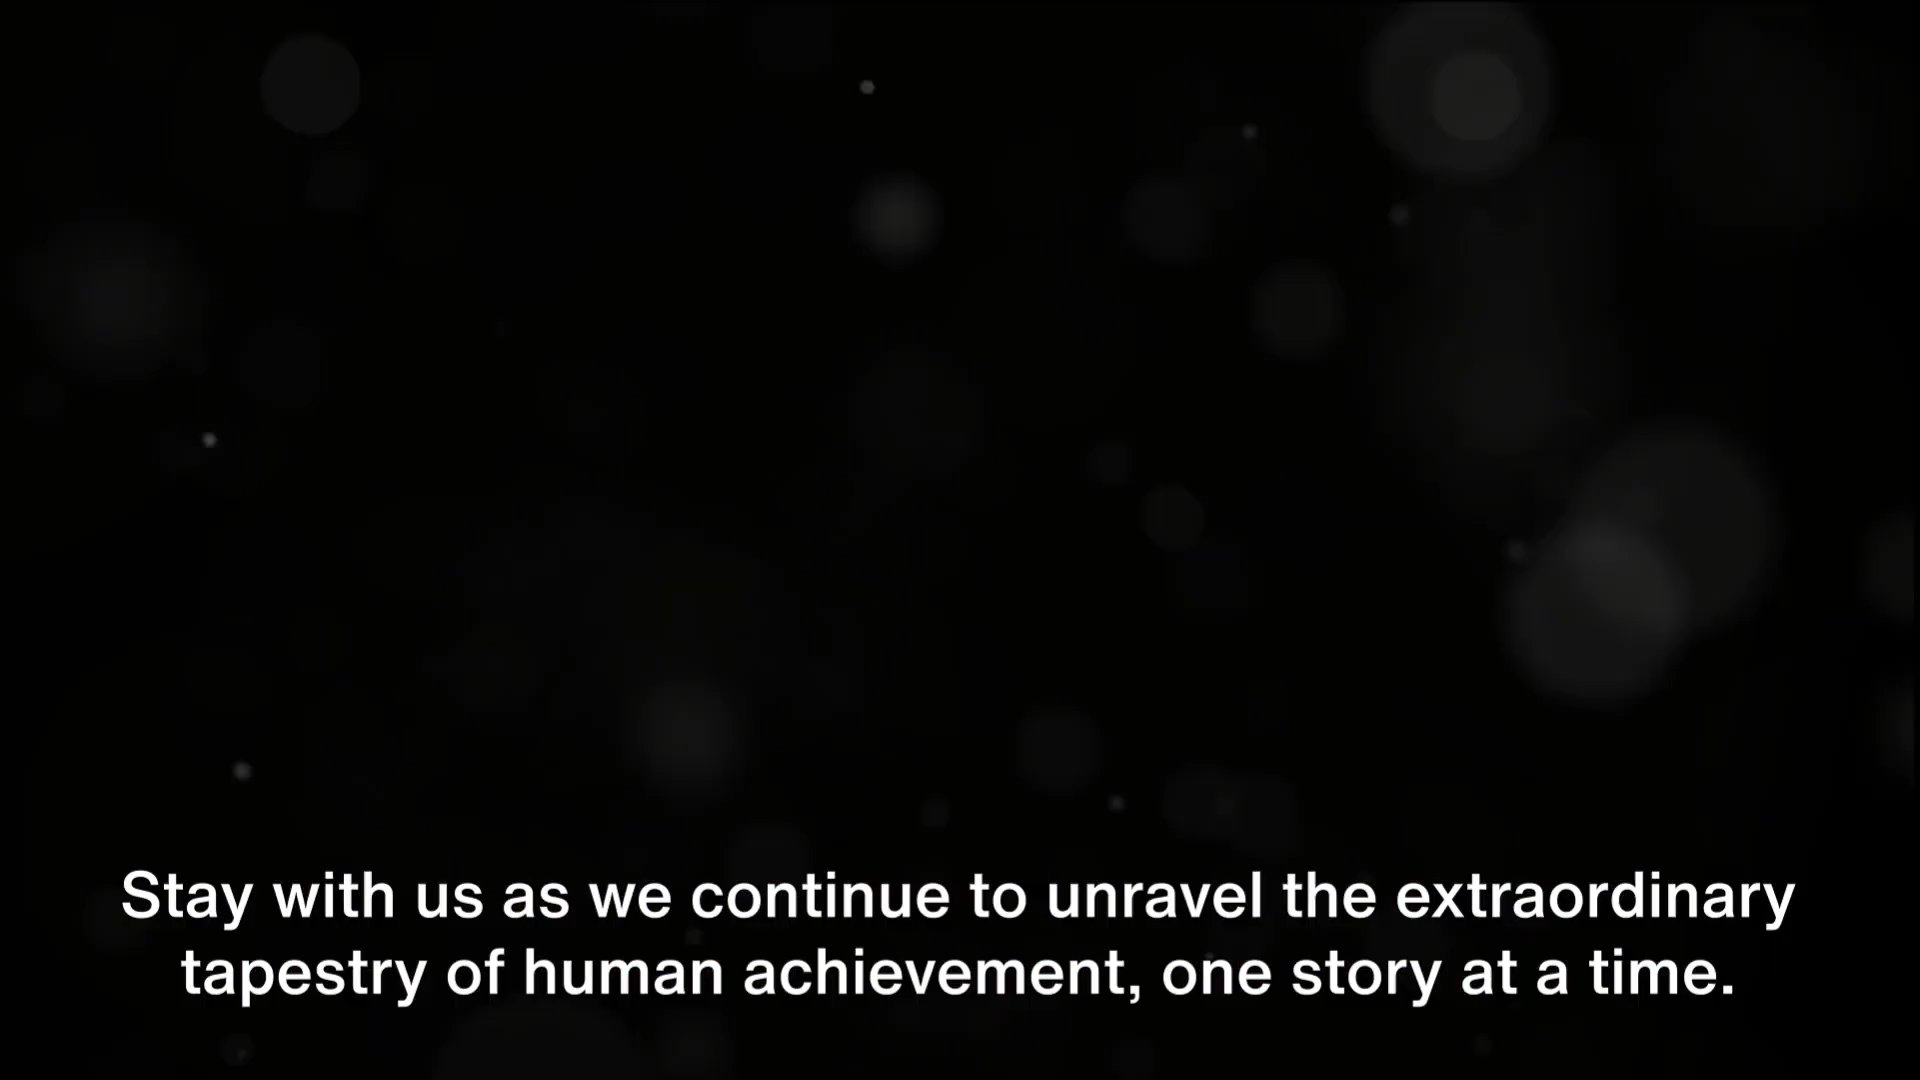 Stay with us as we continue to unravel the extraordinary
tapestry of human achievement, one story at a time.